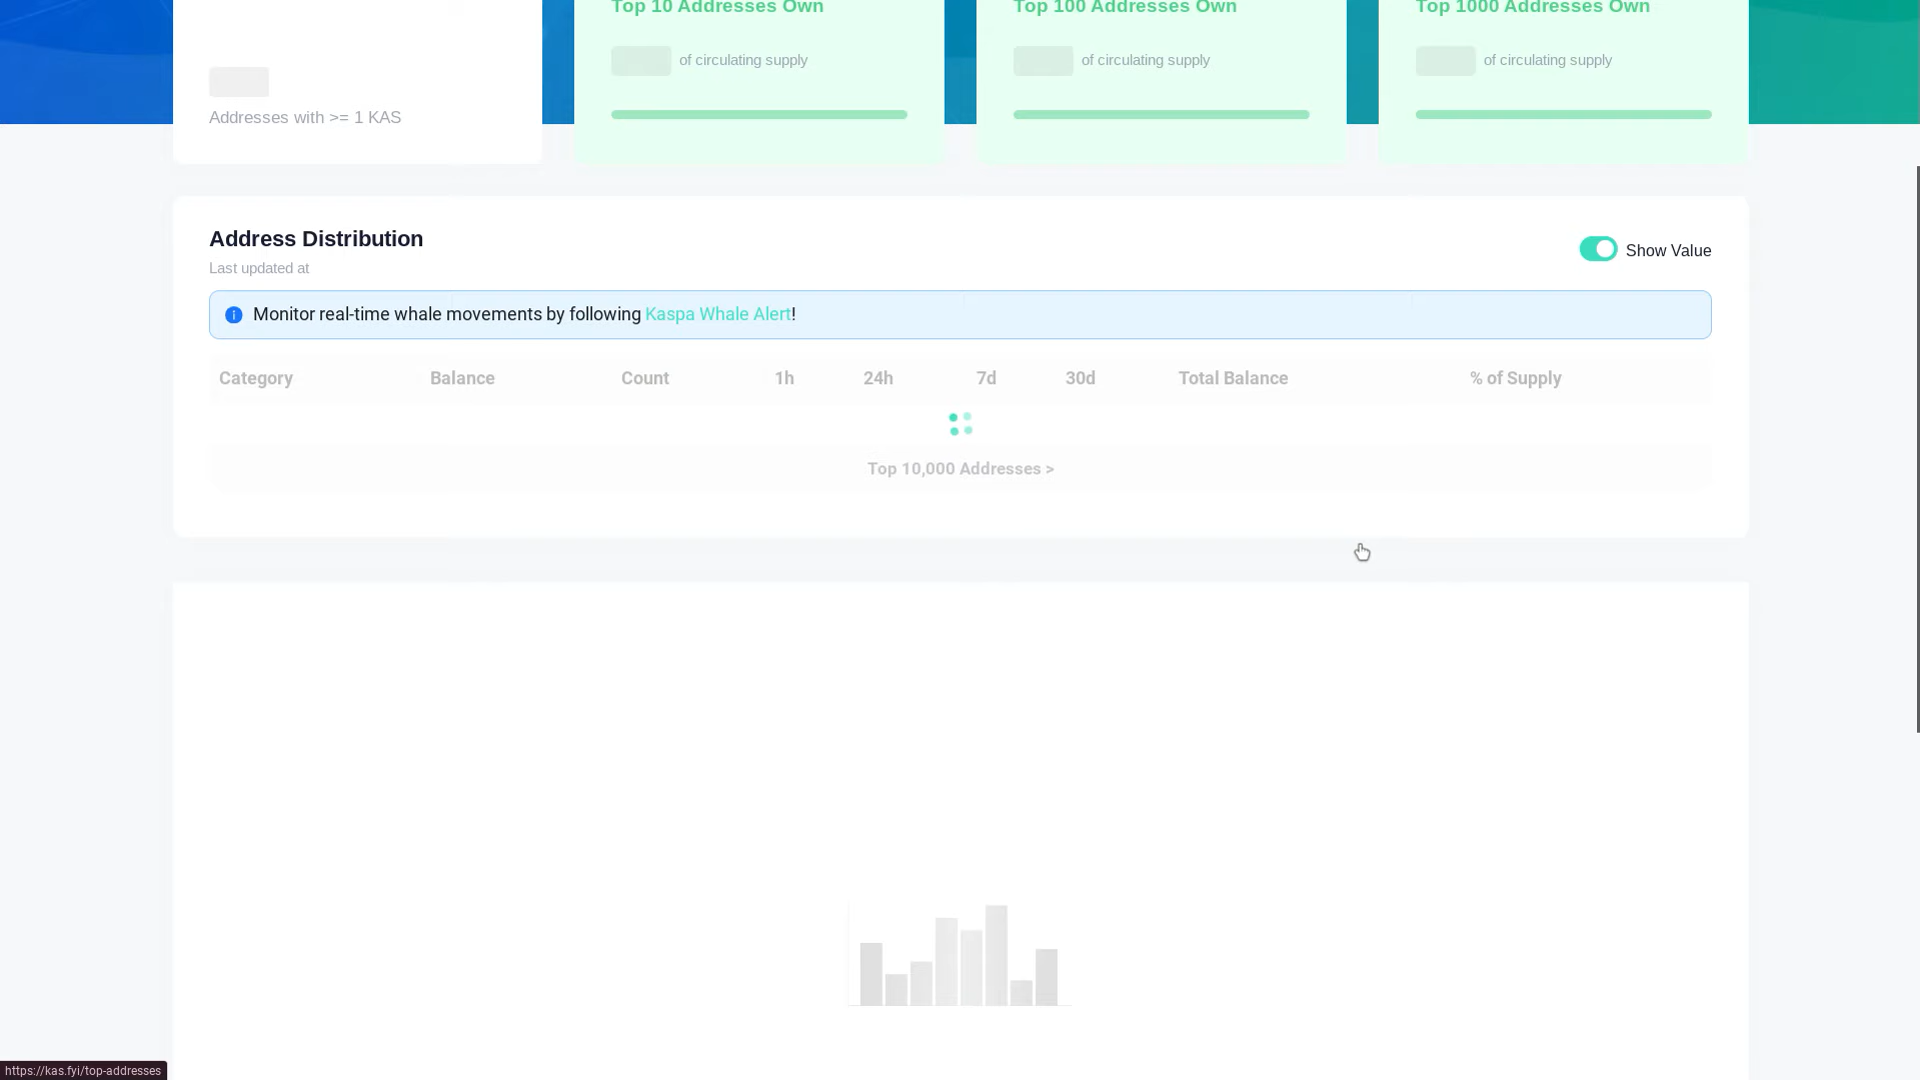 Top 10 Addresses Own
Top 100 Addresses Own
Top 1000 Addresses Own
of circulating supply
of circulating supply
of circulating supply
Addresses with >= 1 KAS
Address Distribution
Last updated at
Show Value
Monitor real-time whale movements by following Kaspa Whale Alert!
Category Balance Count 1h 24h 7d 30d Total Balance % of Supply
Top 10,000 Addresses >
https://kas.fyi/top-addresses